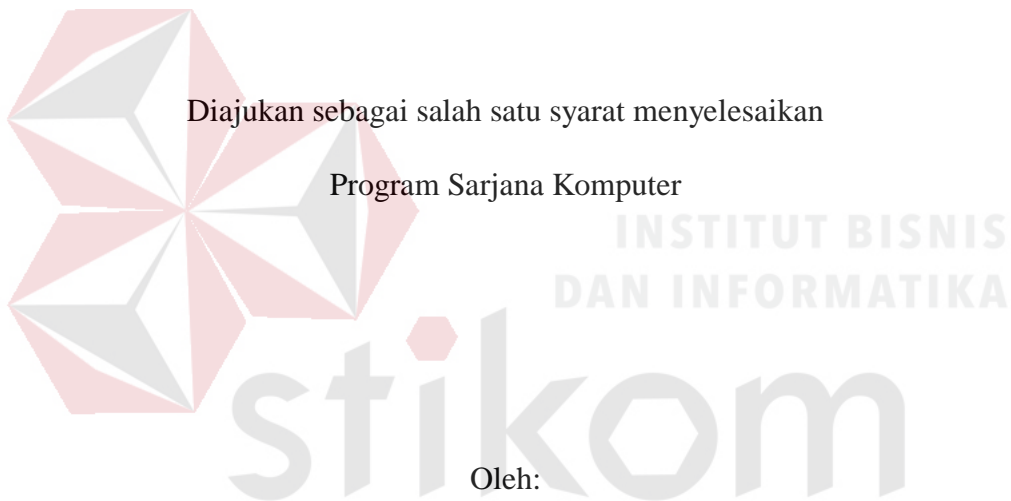 Diajukan sebagai salah satu syarat menyelesaikan
Program Sarjana Komputer
INSTITUT BISNIS
DAN INFORMATIKA
stikom
Oleh: